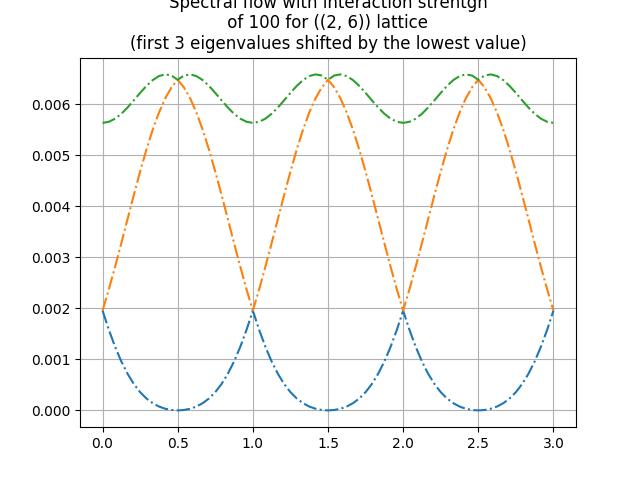 Spectral flow with interaction strentgh
of 100 for ((2, 6)) lattice
(first 3 eigenvalues shifted by the lowest value)
0.006
0.005
0.004
0.003
0.002
0.001
0.000
0.0 0.5 1.0 1.5 2.0 2.5 3.0